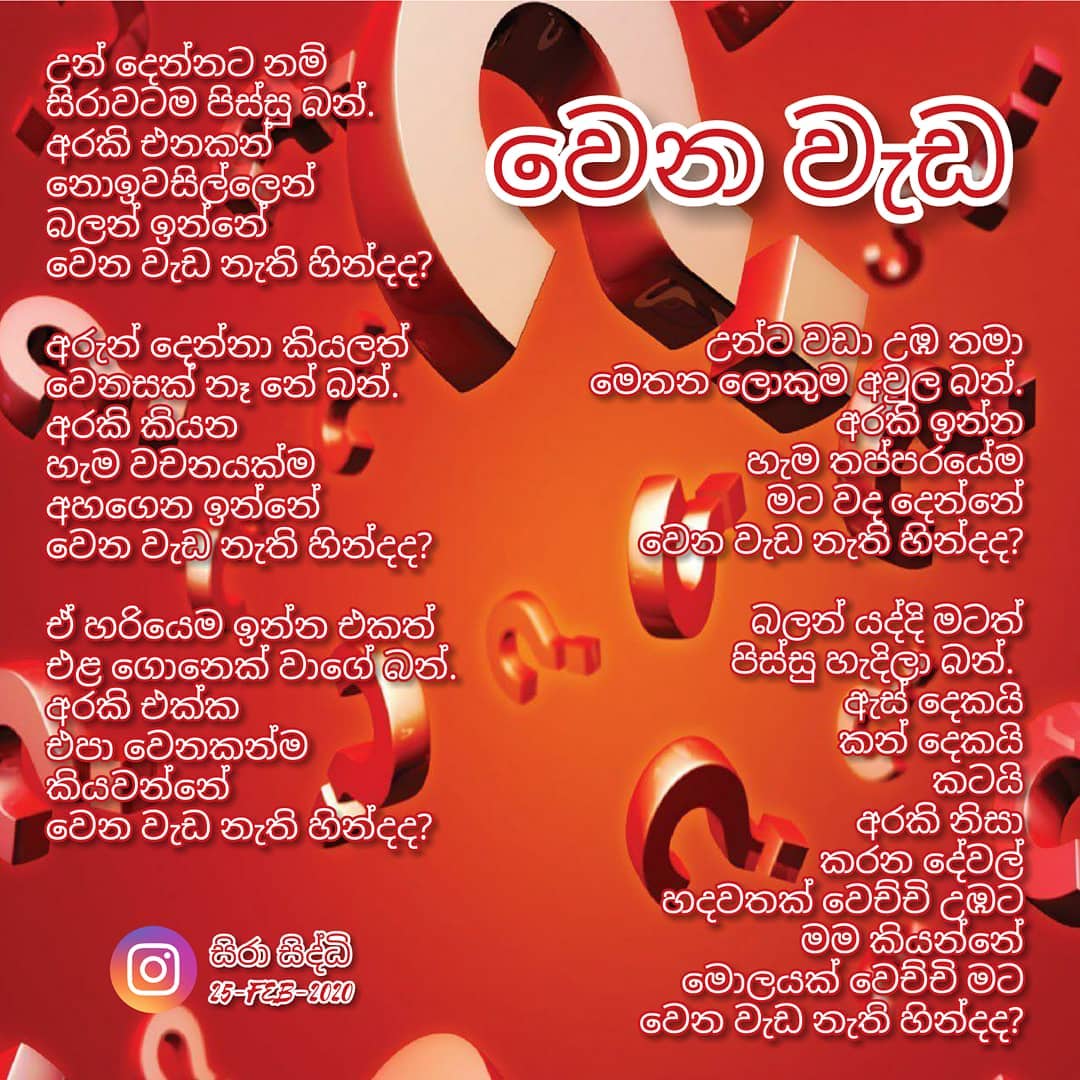 වෙන වැඩ
උන් දෙන්නට නම්
සිරාවටම පිස්සු බන්.
අරකි එනකන්
නොඉවසිල්ලෙන්
බලන් ඉන්නේ
වෙන වැඩ නැති හින්දද?
අරුන් දෙන්නා කියලත්
වෙනසක් නෑ නේ බන්.
අරකි කියන
හැම වචනයක්ම
අහගෙන ඉන්නේ
වෙන වැඩ නැති හින්දද?
ඒ හරියෙම ඉන්න එකත්
එළ ගොනෙක් වාගේ බන්.
අරකි එක්ක
එපා වෙනකන්ම
කියවන්නේ
වෙන වැඩ නැති හින්දද?
උන්ට වඩා උඹ තමා
මෙතන ලොකුම අවුල බන්.
අරකි ඉන්න
හැම තප්පරයේම
මට වද දෙන්නේ
වෙන වැඩ නැති හින්දද?
බලන් යද්දි මටත්
පිස්සු හැදිලා බන්.
ඇස් දෙකයි
කන් දෙකයි
කටයි
අරකි නිසා
කරන දේවල්
හදවතක් වෙච්චි උඹට
මම කියන්නේ
මොලයක් වෙච්චි මට
වෙන වැඩ නැති හින්දද?
සිරා සිද්ධි
25-FEB-2020